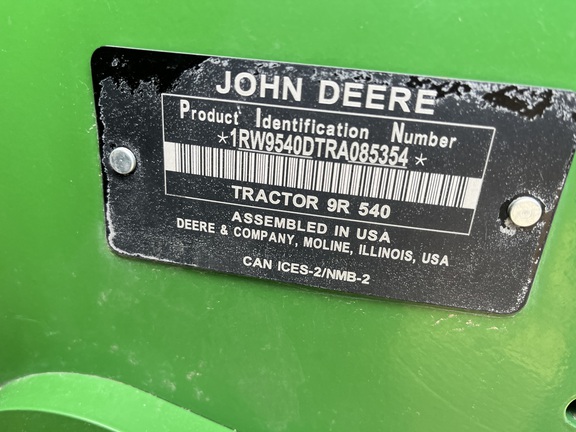 JOHN DEERE
Product Identification Number
*1RW9540DTRA085354*
TRACTOR 9R 540
ASSEMBLED IN USA
DEERE & COMPANY, MOLINE, ILLINOIS, USA
CAN ICES-2/NMB-2